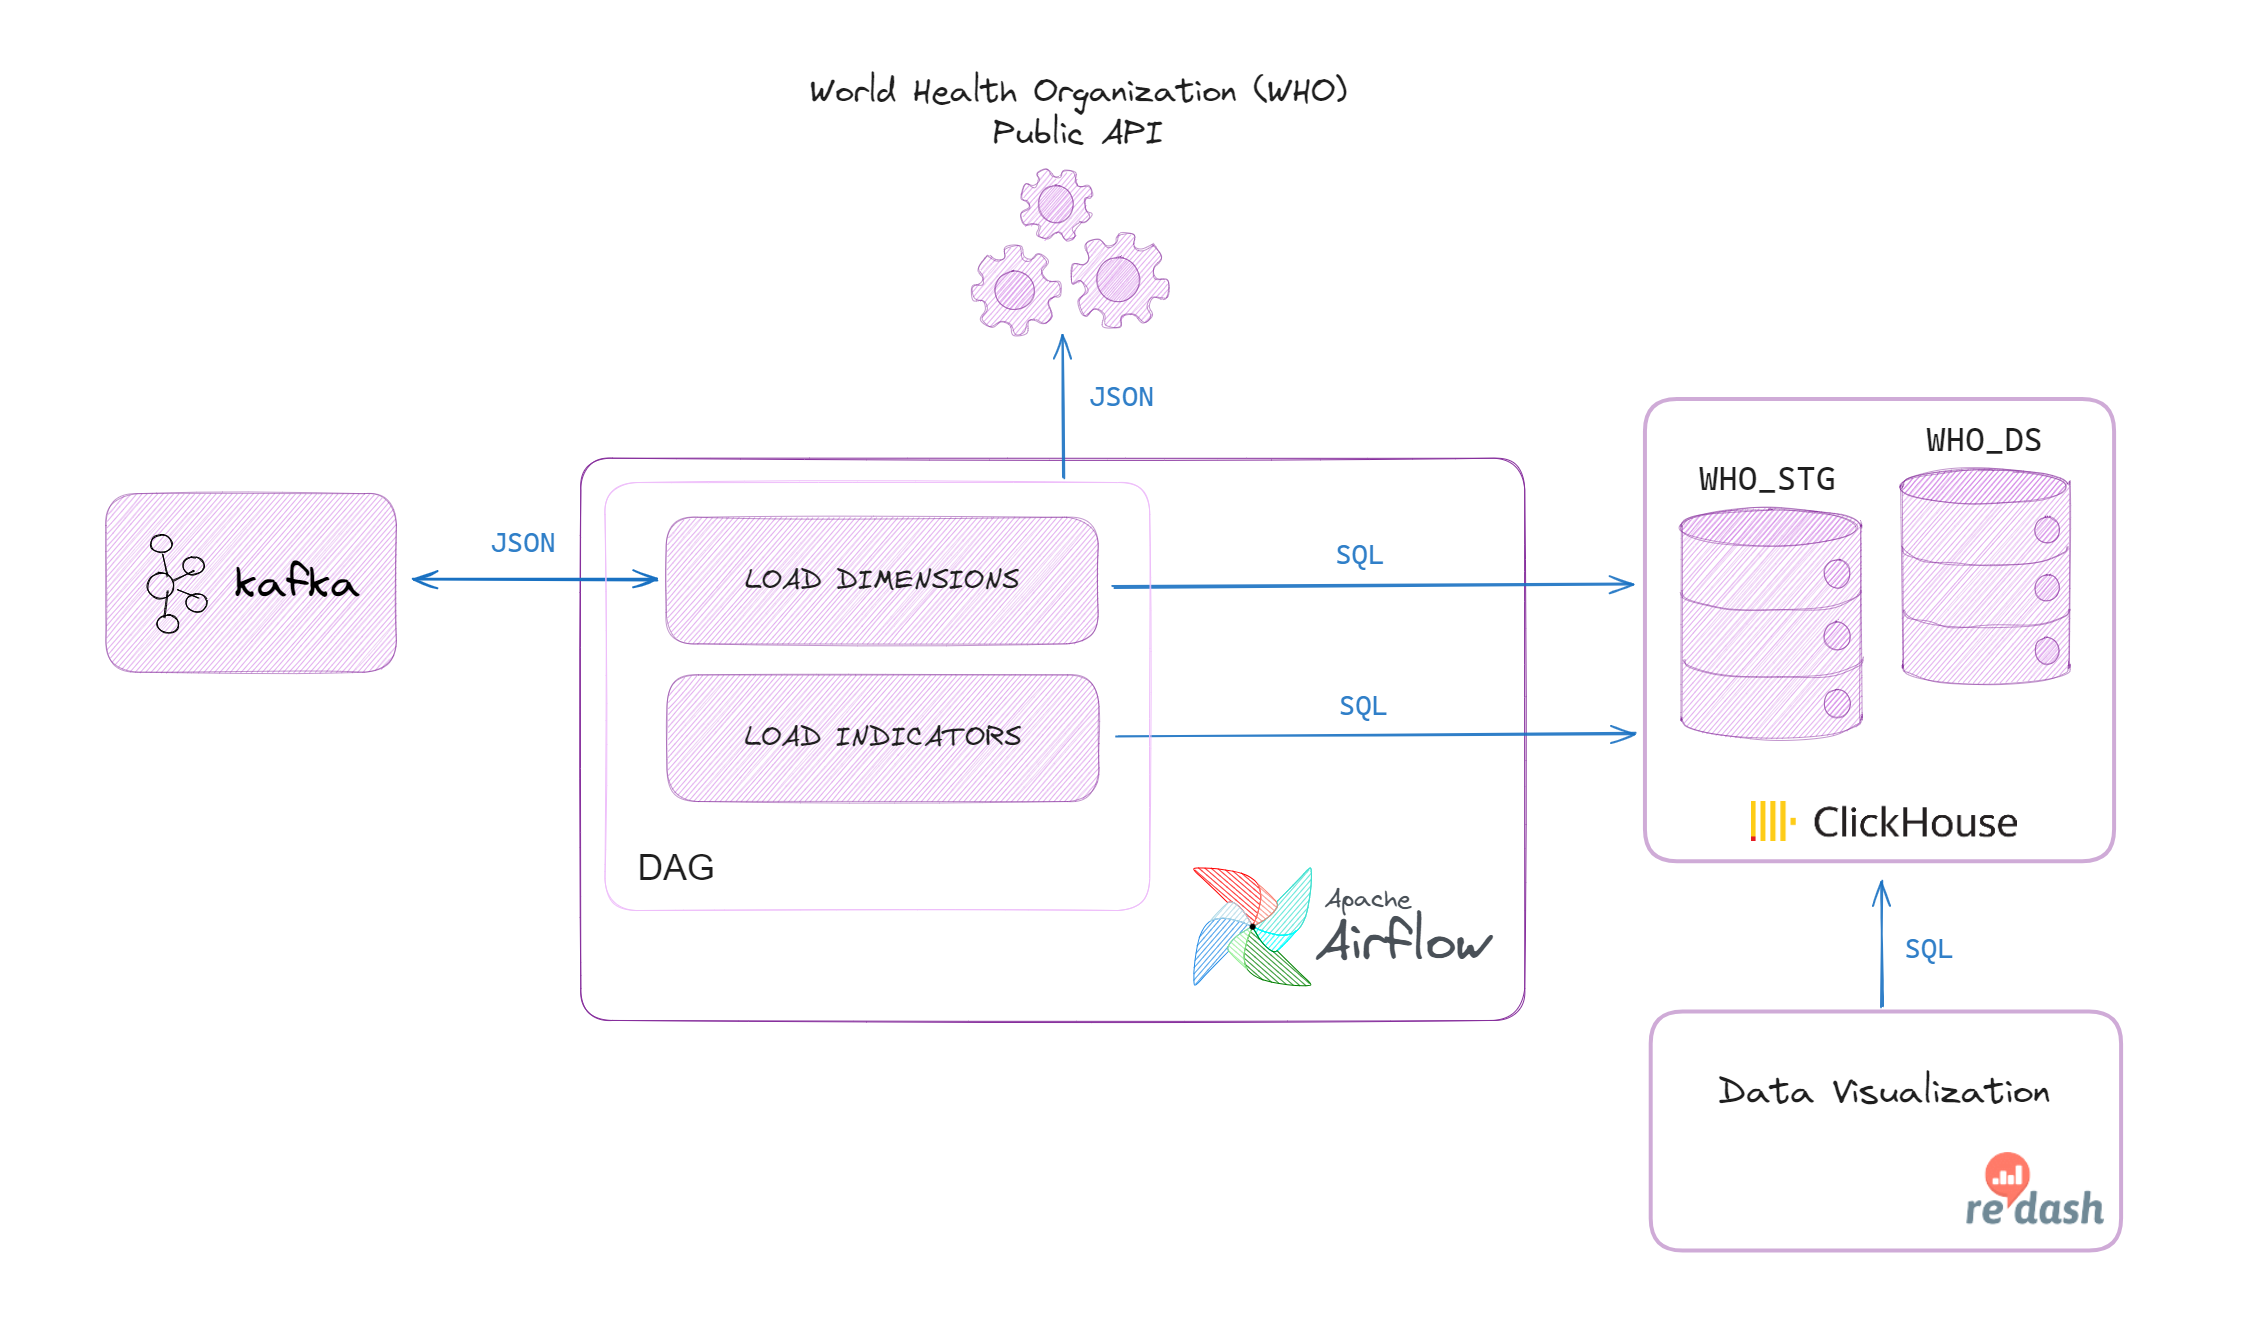 World Health Organization (WHO)
Public API
JSON
WHO_DS
WHO_STG
JSON
SQL
kafka
LOAD DIMENSIONS
SQL
LOAD INDICATORS
ClickHouse
DAG
Apache
Airflow
SQL
Data Visualization
redash